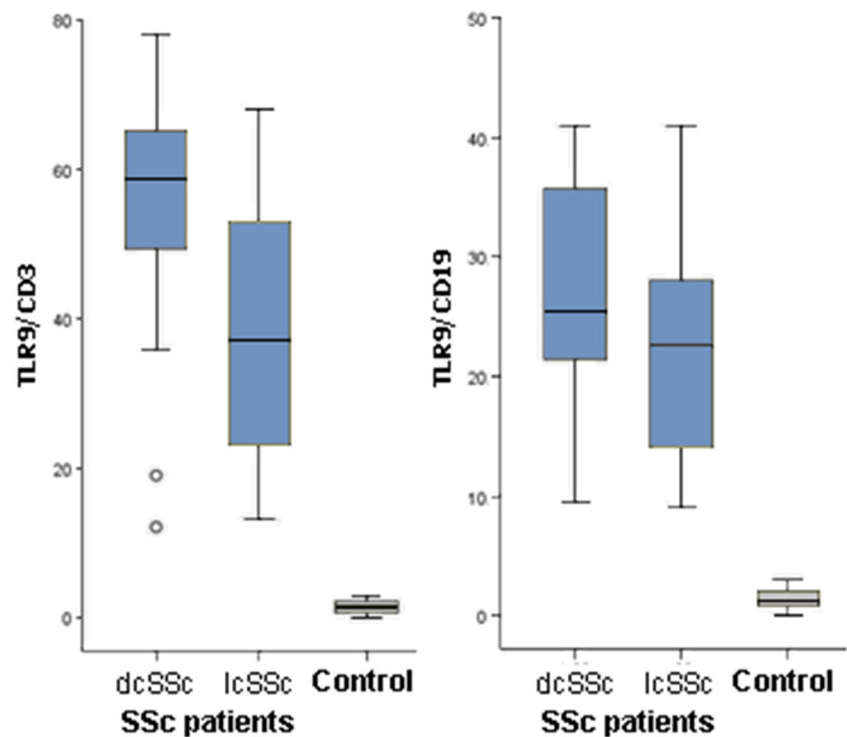 TLR9/CD3
80
60
40
20
0
dcSSc lcSSc Control
SSc patients
TLR9/CD19
50
40
30
20
10
0
dcSSc lcSSc Control
SSc patients